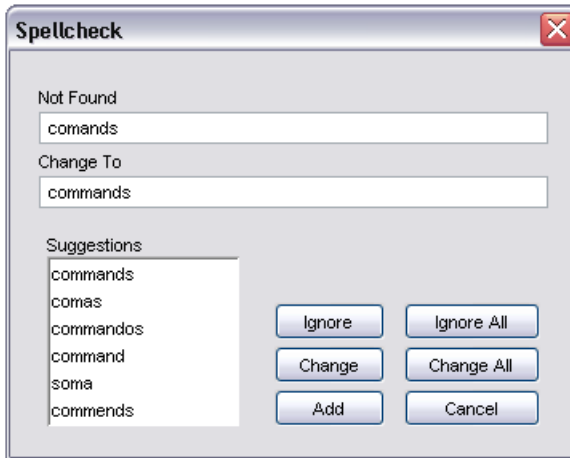 Spellcheck
Not Found
comands
Change To
commands
Suggestions
commands
comas
commandos
command
soma
commends
Ignore Ignore All
Change Change All
Add Cancel